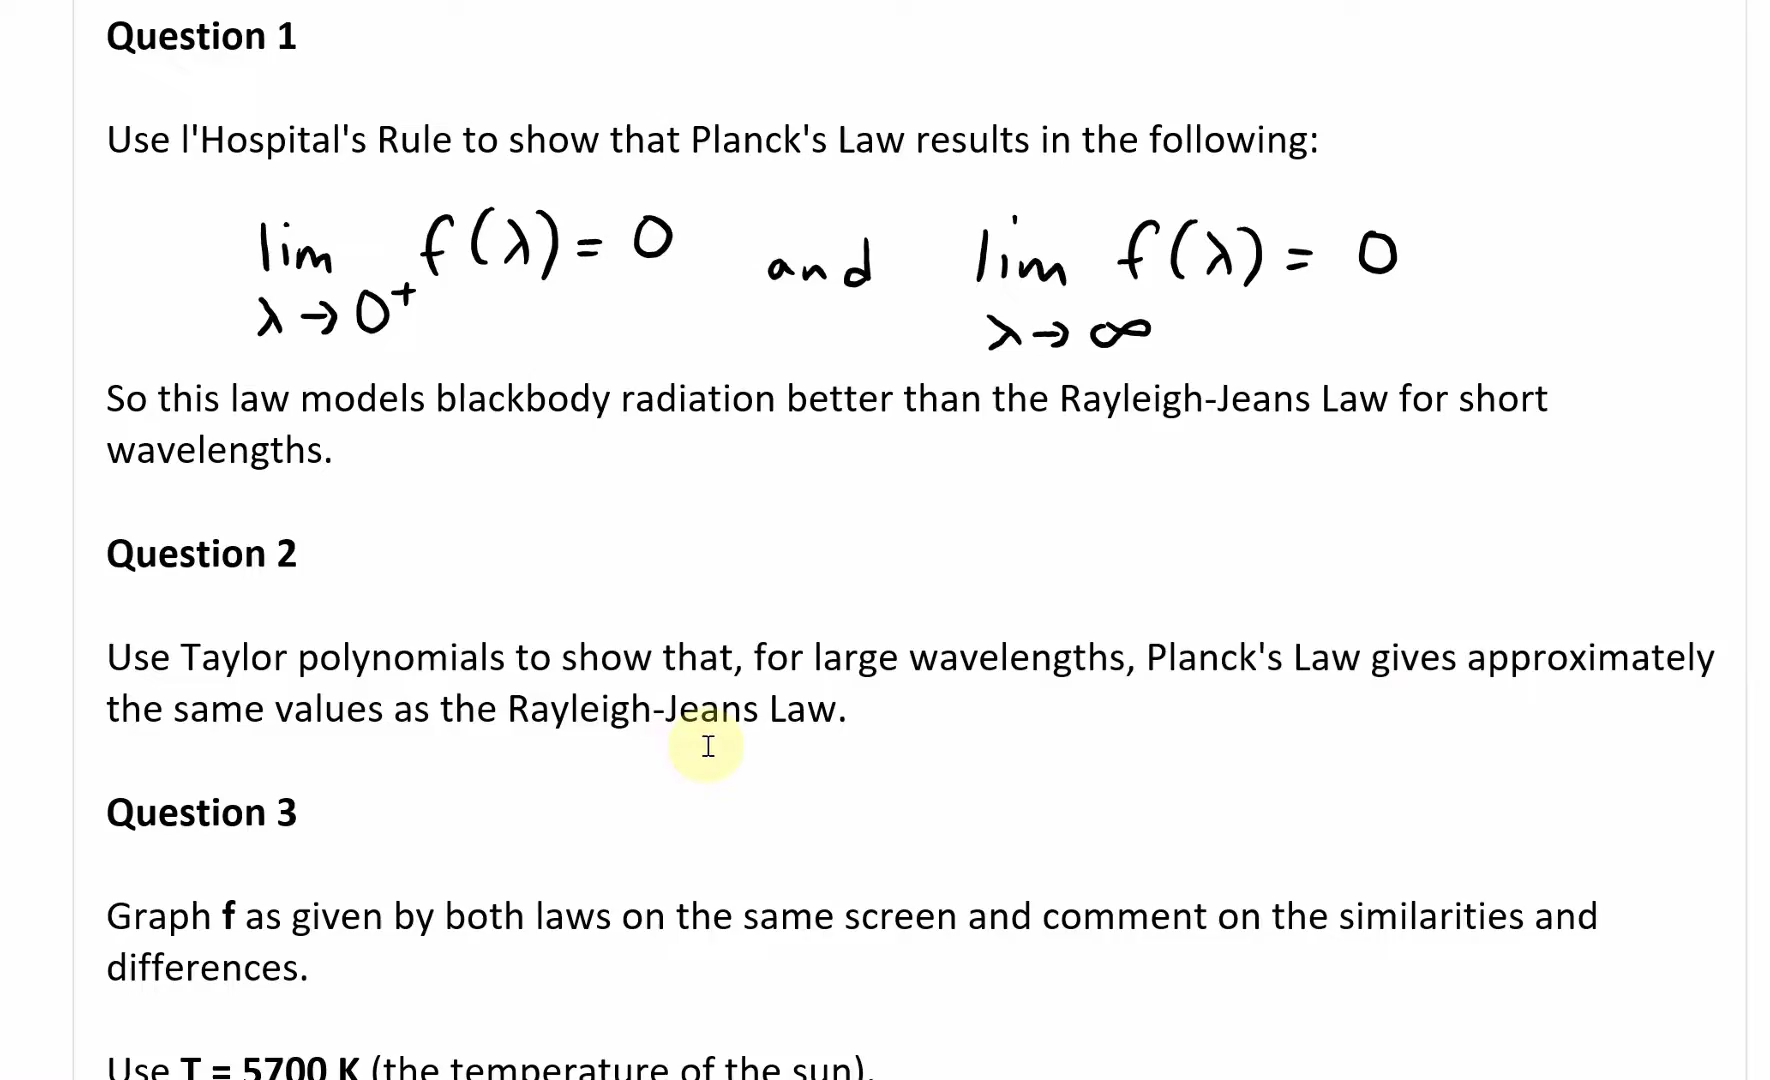 Question 1
Use l'Hospital's Rule to show that Planck's Law results in the following:
lim f(λ) = 0 and lim f(λ) = 0
λ → 0⁺ λ → ∞
So this law models blackbody radiation better than the Rayleigh-Jeans Law for short
wavelengths.
Question 2
Use Taylor polynomials to show that, for large wavelengths, Planck's Law gives approximately
the same values as the Rayleigh-Jeans Law.
Question 3
Graph f as given by both laws on the same screen and comment on the similarities and
differences.
Use T = 5700 K (the temperature of the sun).